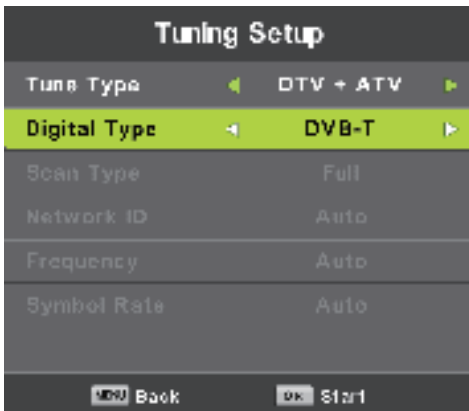 Tuning Setup
Tune Type DTV + ATV
Digital Type DVB-T
Scan Type Full
Network ID Auto
Frequency Auto
Symbol Rate Auto
MENU Back OK Start